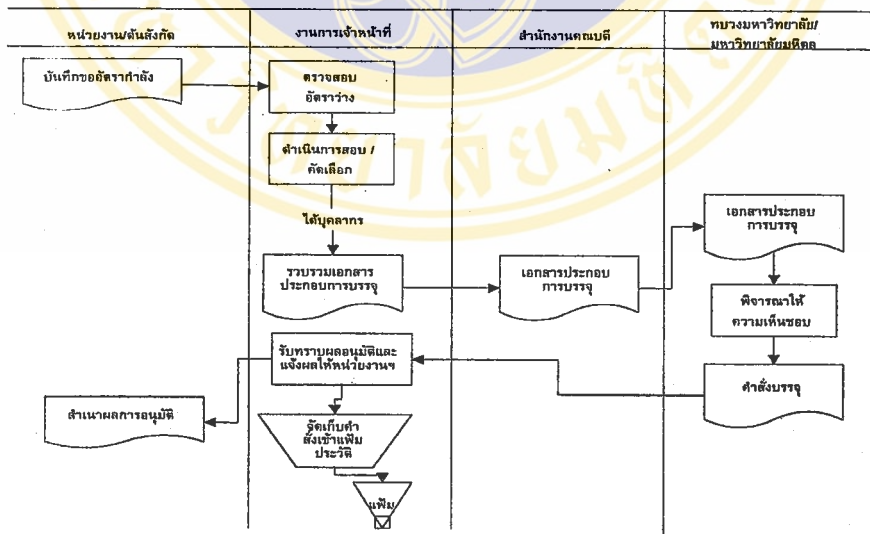 หน่วยงาน/ต้นสังกัด
งานการเจ้าหน้าที่
สำนักงานคณบดี
ทบวงมหาวิทยาลัย/
มหาวิทยาลัยมหิดล
บันทึกขออัตรากำลัง
ตรวจสอบ
อัตราว่าง
ดำเนินการสอบ /
คัดเลือก
ได้บุคลากร
รวบรวมเอกสาร
ประกอบการบรรจุ
เอกสารประกอบ
การบรรจุ
เอกสารประกอบ
การบรรจุ
พิจารณาให้
ความเห็นชอบ
คำสั่งบรรจุ
รับทราบผลอนุมัติและ
แจ้งผลให้หน่วยงานฯ
สำเนาผลการอนุมัติ
จัดเก็บคำ
สั่งเข้าแฟ้ม
ประวัติ
แฟ้ม